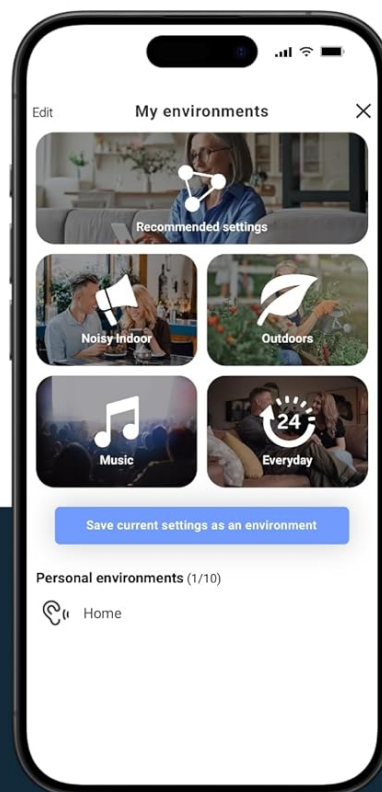 Edit
My environments
Recommended settings
Noisy indoor
Outdoors
Music
24
Everyday
Save current settings as an environment
Personal environments (1/10)
Home